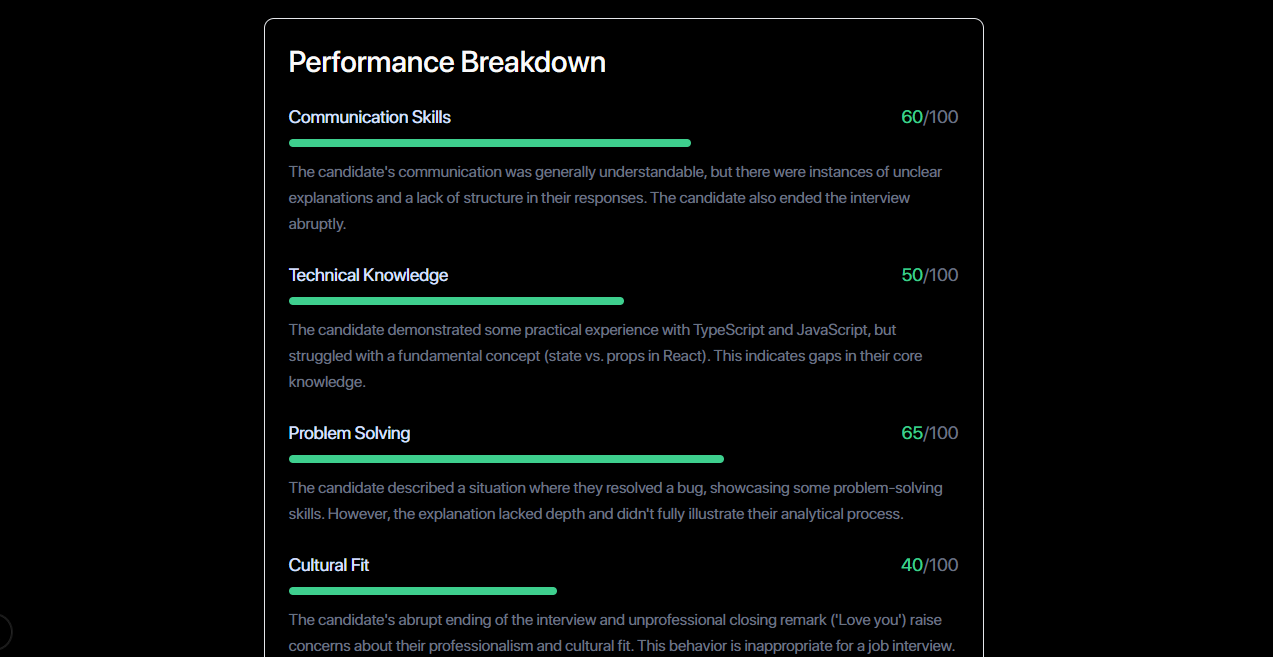 Performance Breakdown
Communication Skills 60/100
The candidate's communication was generally understandable, but there were instances of unclear
explanations and a lack of structure in their responses. The candidate also ended the interview
abruptly.
Technical Knowledge 50/100
The candidate demonstrated some practical experience with TypeScript and JavaScript, but
struggled with a fundamental concept (state vs. props in React). This indicates gaps in their core
knowledge.
Problem Solving 65/100
The candidate described a situation where they resolved a bug, showcasing some problem-solving
skills. However, the explanation lacked depth and didn't fully illustrate their analytical process.
Cultural Fit 40/100
The candidate's abrupt ending of the interview and unprofessional closing remark ('Love you') raise
concerns about their professionalism and cultural fit. This behavior is inappropriate for a job interview.